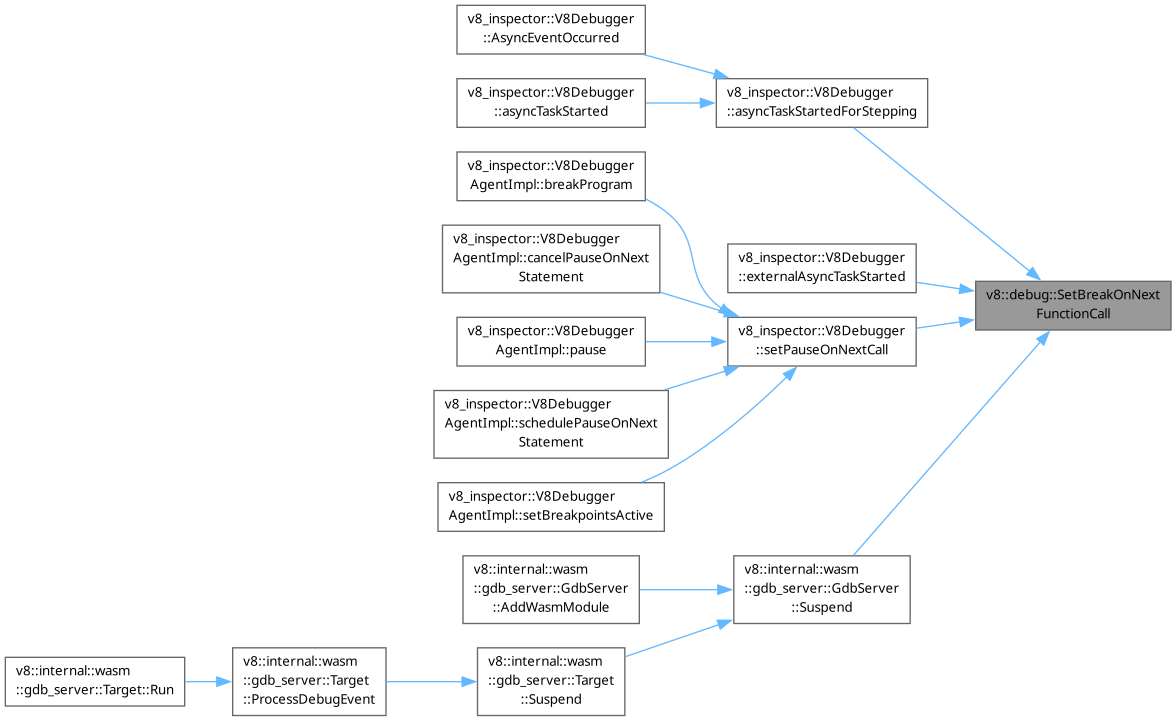 v8_inspector::V8Debugger
::AsyncEventOccurred
v8_inspector::V8Debugger
::asyncTaskStarted
v8_inspector::V8Debugger
::asyncTaskStartedForStepping
v8_inspector::V8Debugger
AgentImpl::breakProgram
v8_inspector::V8Debugger
AgentImpl::cancelPauseOnNext
Statement
v8_inspector::V8Debugger
::externalAsyncTaskStarted
v8::debug::SetBreakOnNext
FunctionCall
v8_inspector::V8Debugger
AgentImpl::pause
v8_inspector::V8Debugger
::setPauseOnNextCall
v8_inspector::V8Debugger
AgentImpl::schedulePauseOnNext
Statement
v8_inspector::V8Debugger
AgentImpl::setBreakpointsActive
v8::internal::wasm
::gdb_server::GdbServer
::AddWasmModule
v8::internal::wasm
::gdb_server::GdbServer
::Suspend
v8::internal::wasm
::gdb_server::Target::Run
v8::internal::wasm
::gdb_server::Target
::ProcessDebugEvent
v8::internal::wasm
::gdb_server::Target
::Suspend